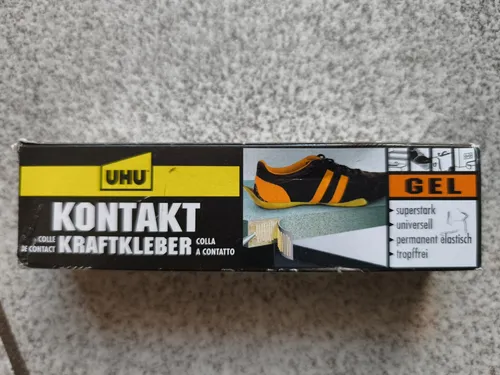 UHU
KONTAKT
COLLE
DE CONTACT
KRAFTKLEBER
COLLA
A CONTATTO
GEL
superstark
universell
permanent elastisch
tropffrei